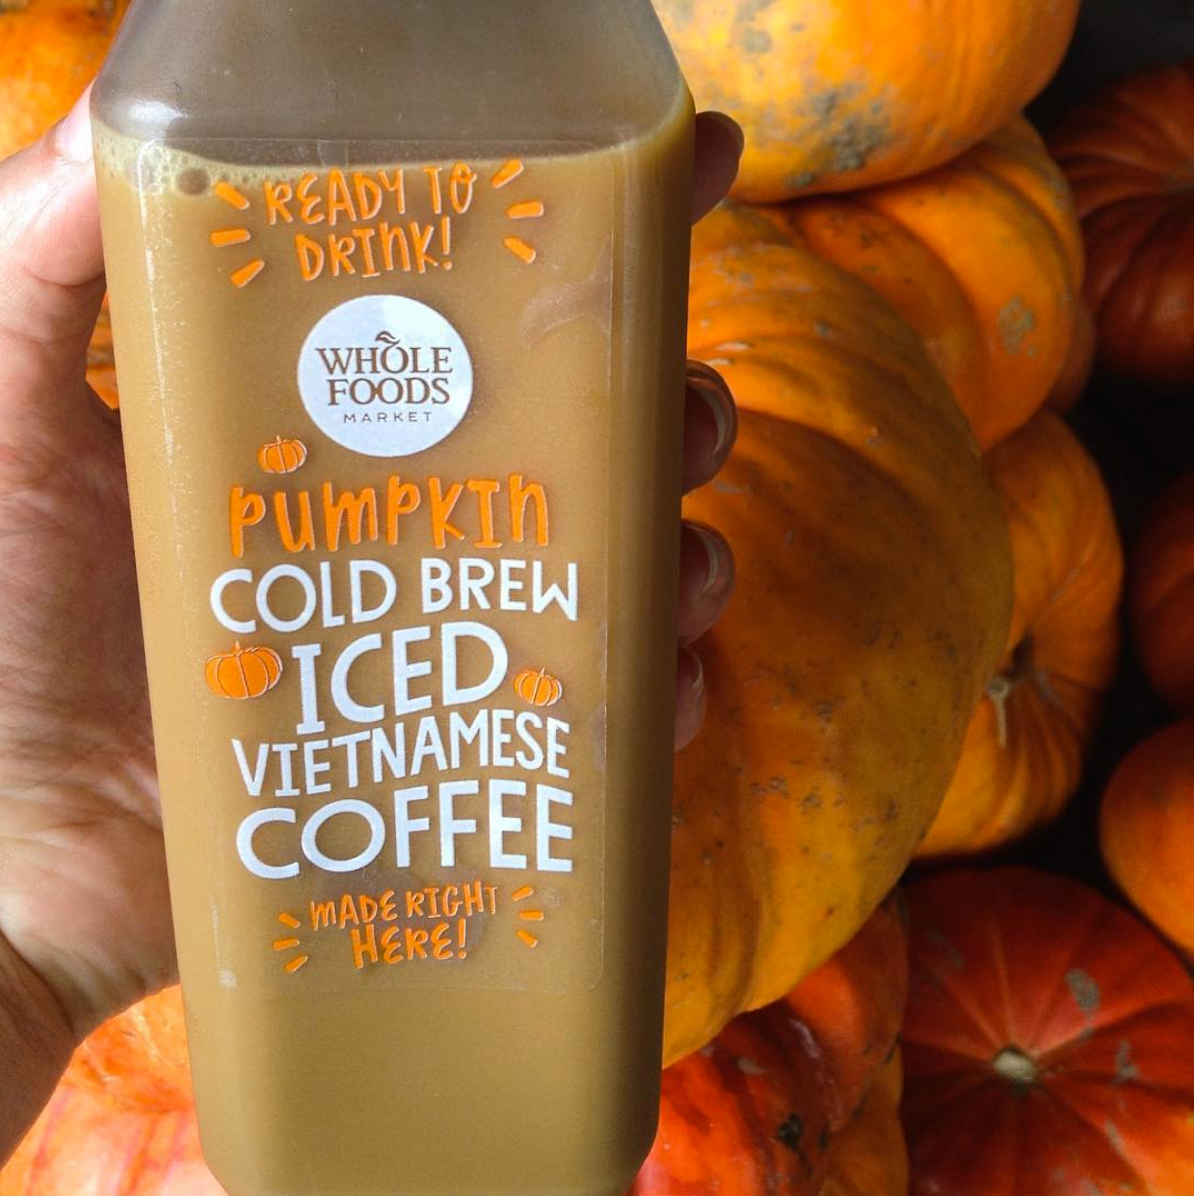 READY TO
DRINK!
WHOLE
FOODS
MARKET
PUMPKIN
COLD BREW
ICED
VIETNAMESE
COFFEE
MADE RIGHT
HERE!